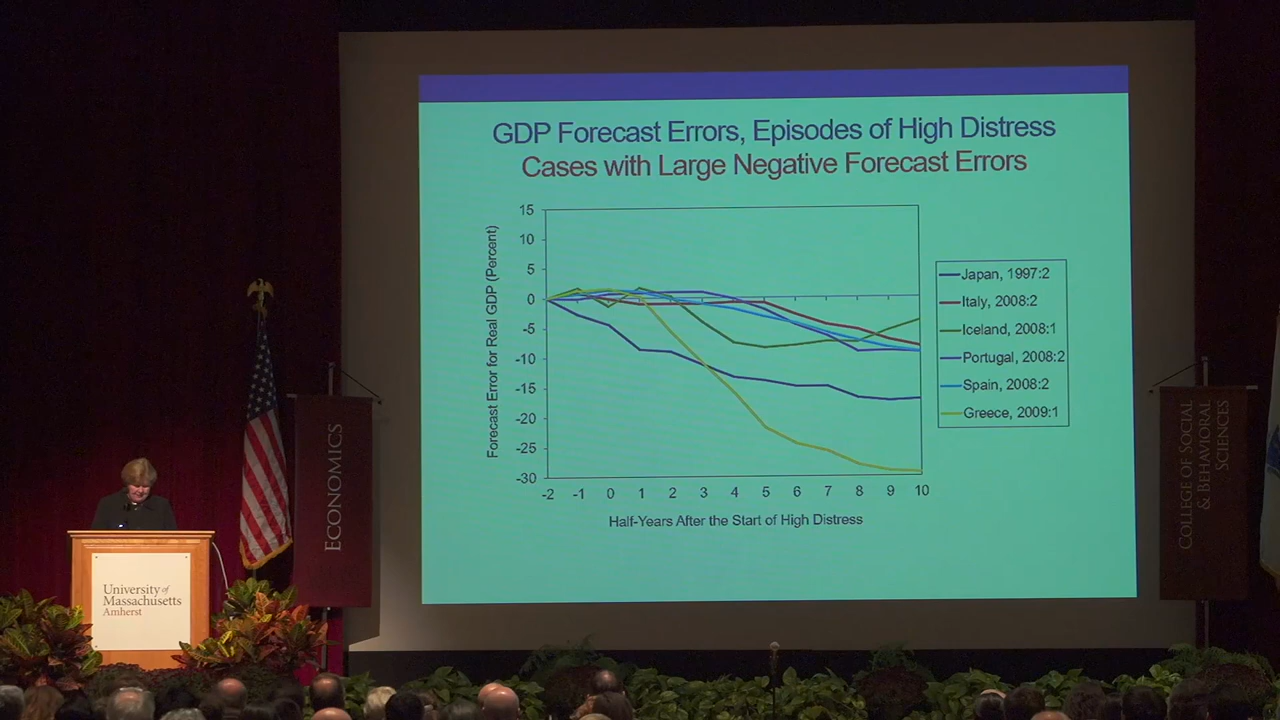 GDP Forecast Errors, Episodes of High Distress
Cases with Large Negative Forecast Errors
Forecast Error for Real GDP (Percent)
15
10
5
0
-5
-10
-15
-20
-25
-30
-2 -1 0 1 2 3 4 5 6 7 8 9 10
Half-Years After the Start of High Distress
Japan, 1997:2
Italy, 2008:2
Iceland, 2008:1
Portugal, 2008:2
Spain, 2008:2
Greece, 2009:1
ECONOMICS
COLLEGE OF SOCIAL
& BEHAVIORAL
SCIENCES
University of
Massachusetts
Amherst